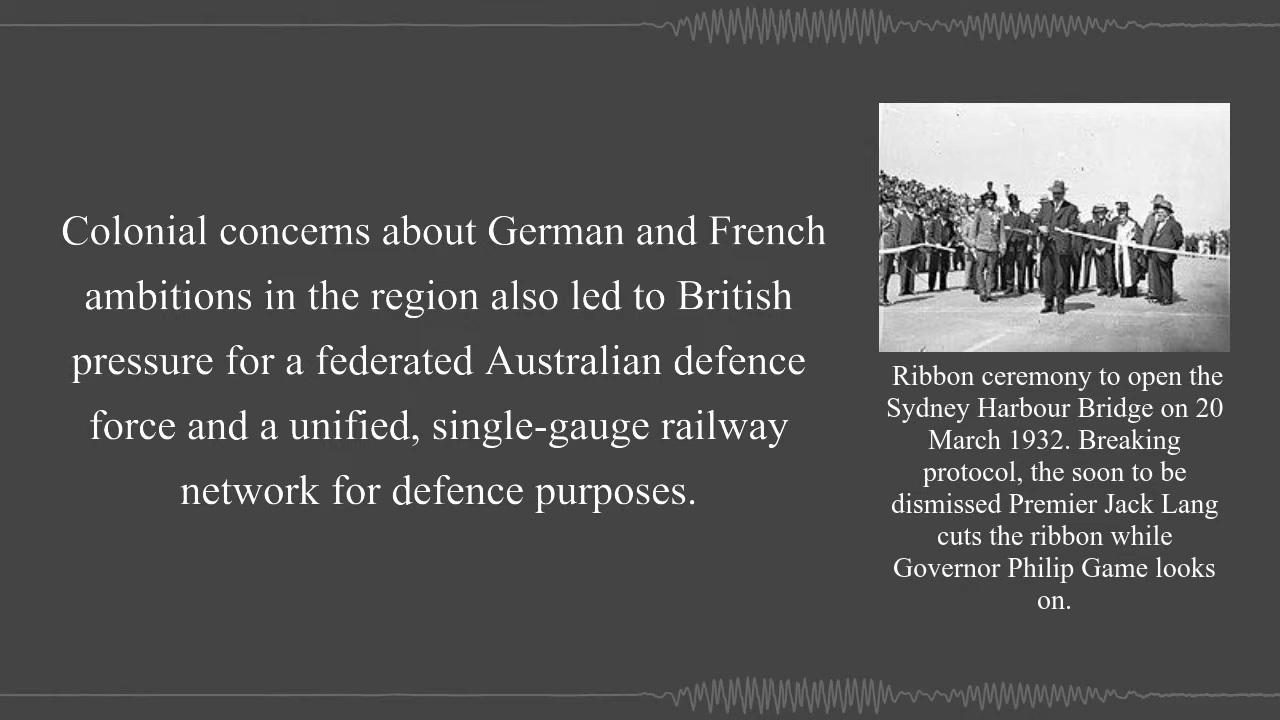 Colonial concerns about German and French
ambitions in the region also led to British
pressure for a federated Australian defence
force and a unified, single-gauge railway
network for defence purposes.
Ribbon ceremony to open the
Sydney Harbour Bridge on 20
March 1932. Breaking
protocol, the soon to be
dismissed Premier Jack Lang
cuts the ribbon while
Governor Philip Game looks
on.